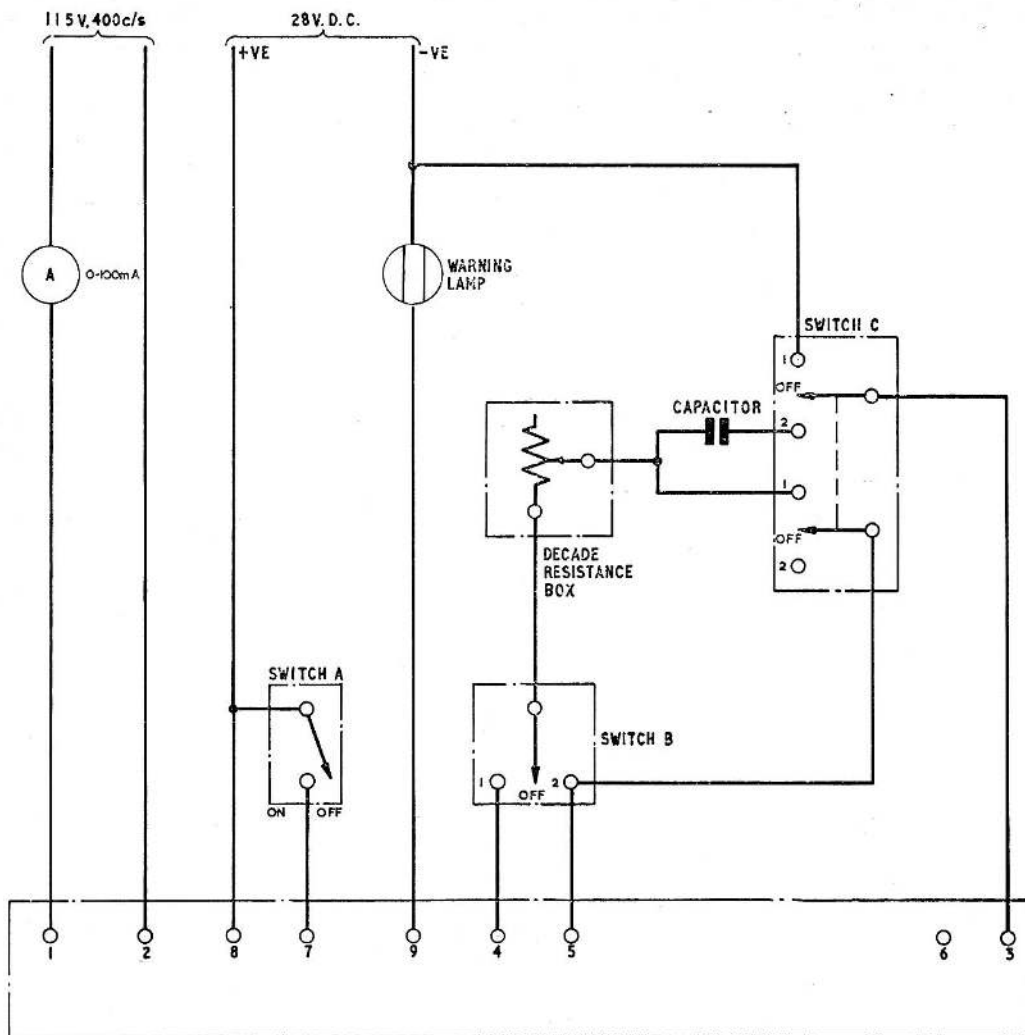 115V, 400c/s
28V. D. C.
+VE
-VE
A
0-100mA
WARNING
LAMP
SWITCH C
1
OFF
2
1
OFF
2
CAPACITOR
DECADE
RESISTANCE
BOX
SWITCH A
ON
OFF
SWITCH B
1
OFF
2
1
2
8
7
9
4
5
6
3